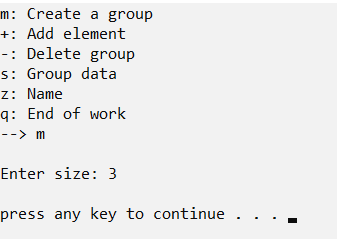 m: Create a group
+: Add element
-: Delete group
s: Group data
z: Name
q: End of work
--> m
Enter size: 3
press any key to continue . . .